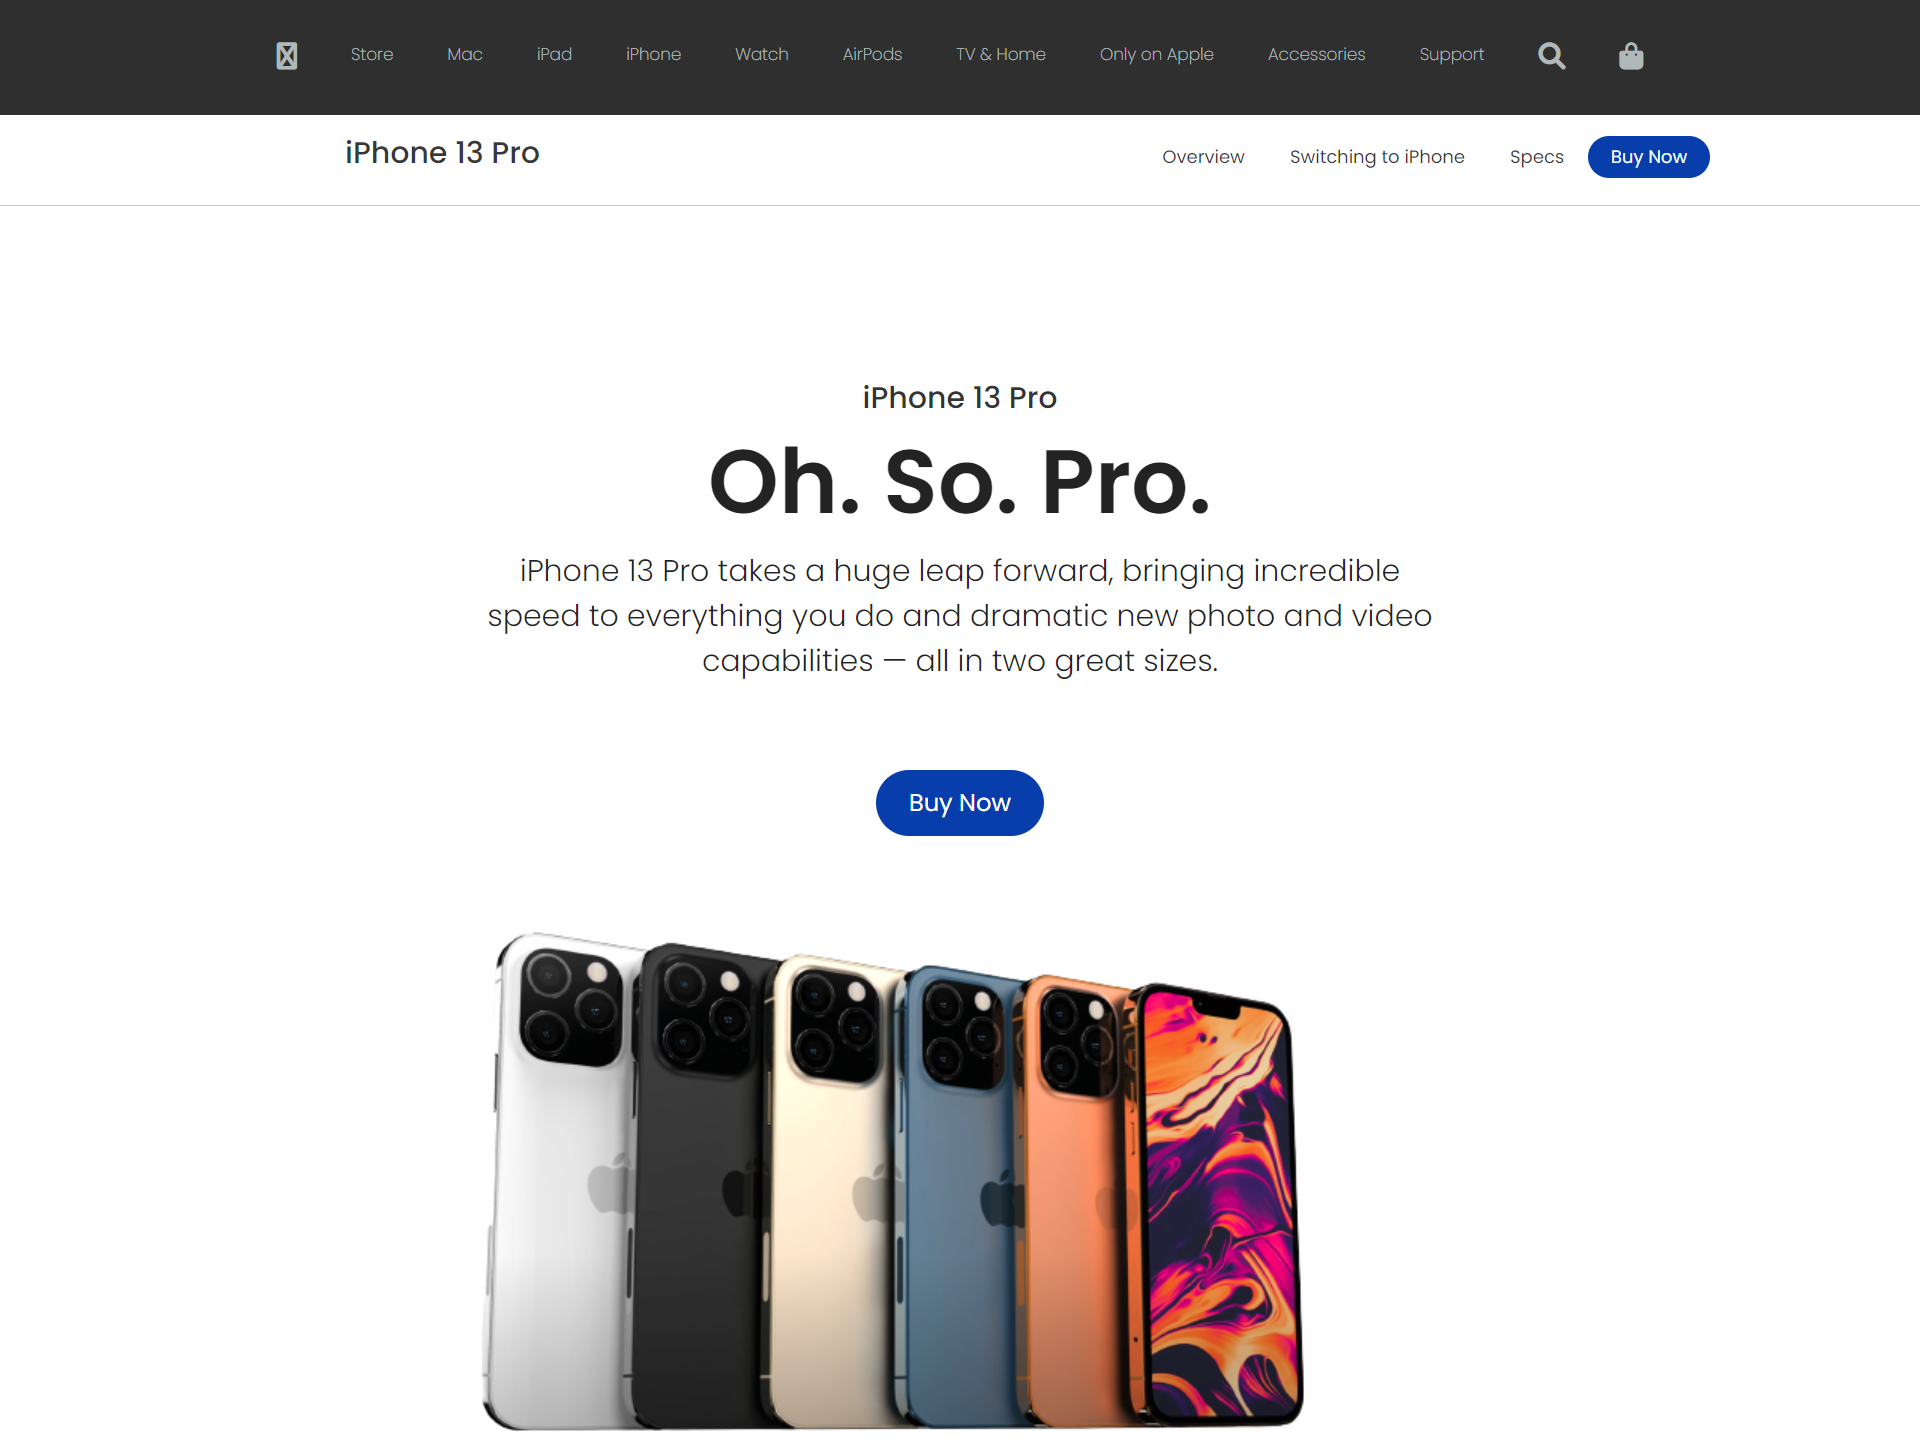 Store Mac iPad iPhone Watch AirPods TV & Home Only on Apple Accessories Support
iPhone 13 Pro
Overview Switching to iPhone Specs Buy Now
iPhone 13 Pro
Oh. So. Pro.
iPhone 13 Pro takes a huge leap forward, bringing incredible
speed to everything you do and dramatic new photo and video
capabilities — all in two great sizes.
Buy Now